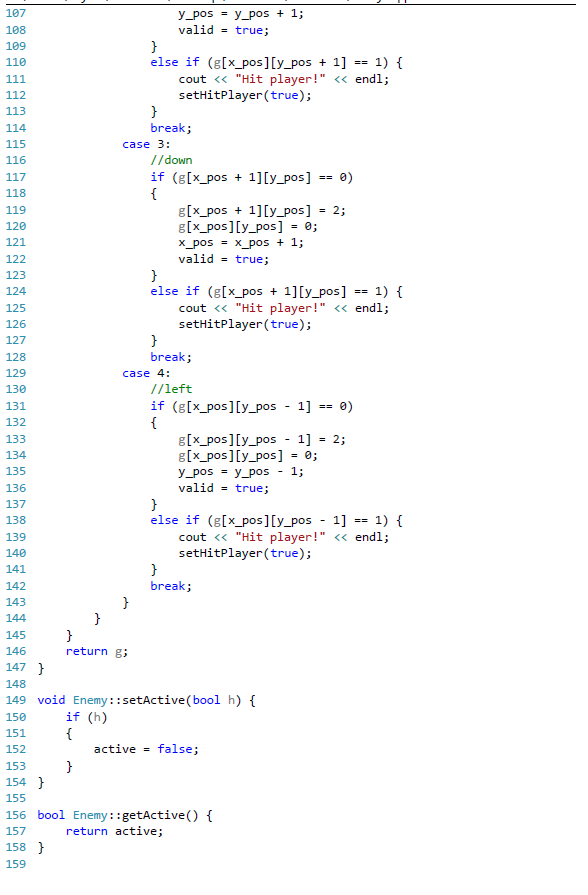 107                     y_pos = y_pos + 1;
108                     valid = true;
109                 }
110                 else if (g[x_pos][y_pos + 1] == 1) {
111                     cout << "Hit player!" << endl;
112                     setHitPlayer(true);
113                 }
114                 break;
115             case 3:
116                 //down
117                 if (g[x_pos + 1][y_pos] == 0)
118                 {
119                     g[x_pos + 1][y_pos] = 2;
120                     g[x_pos][y_pos] = 0;
121                     x_pos = x_pos + 1;
122                     valid = true;
123                 }
124                 else if (g[x_pos + 1][y_pos] == 1) {
125                     cout << "Hit player!" << endl;
126                     setHitPlayer(true);
127                 }
128                 break;
129             case 4:
130                 //left
131                 if (g[x_pos][y_pos - 1] == 0)
132                 {
133                     g[x_pos][y_pos - 1] = 2;
134                     g[x_pos][y_pos] = 0;
135                     y_pos = y_pos - 1;
136                     valid = true;
137                 }
138                 else if (g[x_pos][y_pos - 1] == 1) {
139                     cout << "Hit player!" << endl;
140                     setHitPlayer(true);
141                 }
142                 break;
143             }
144         }
145     }
146     return g;
147 }
148
149 void Enemy::setActive(bool h) {
150     if (h)
151     {
152         active = false;
153     }
154 }
155
156 bool Enemy::getActive() {
157     return active;
158 }
159